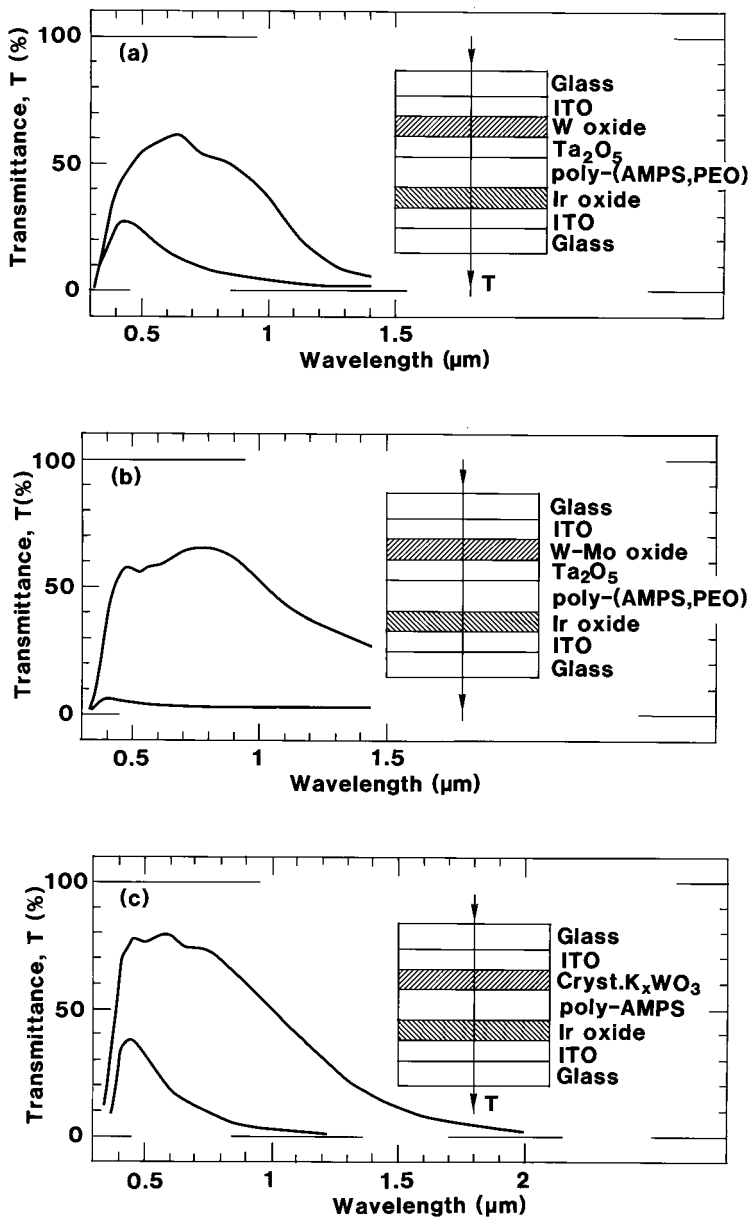 (a)
Transmittance, T (%)
100
50
0
0.5
1
1.5
Wavelength (μm)
Glass
ITO
W oxide
Ta₂O₅
poly-(AMPS,PEO)
Ir oxide
ITO
Glass
T
(b)
Transmittance, T(%)
100
50
0
0.5
1
1.5
Wavelength (μm)
Glass
ITO
W-Mo oxide
Ta₂O₅
poly-(AMPS,PEO)
Ir oxide
ITO
Glass
(c)
Transmittance, T (%)
100
50
0
0.5
1
1.5
2
Wavelength (μm)
Glass
ITO
Cryst.KₓWO₃
poly-AMPS
Ir oxide
ITO
Glass
T